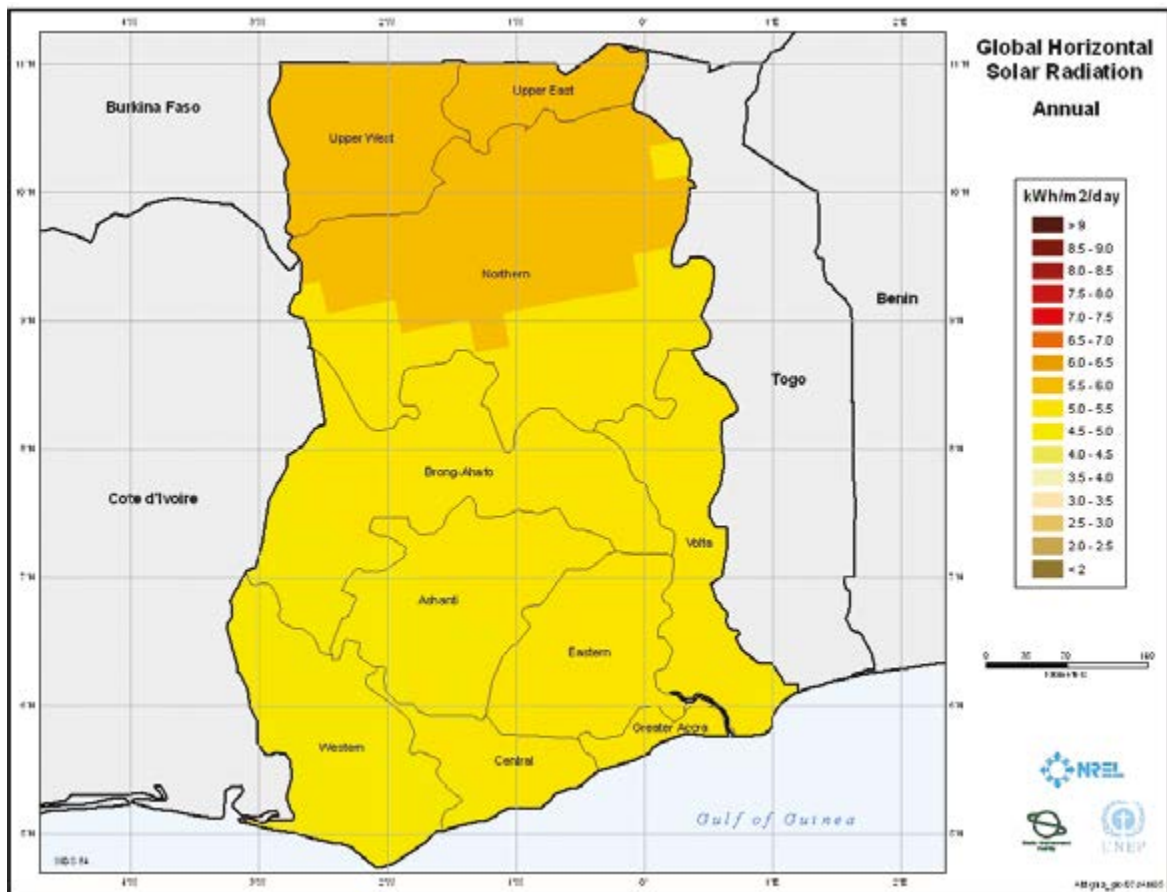 Global Horizontal
Solar Radiation
Annual
kWh/m2/day
> 9
8.5 - 9.0
8.0 - 8.5
7.5 - 8.0
7.0 - 7.5
6.5 - 7.0
6.0 - 6.5
5.5 - 6.0
5.0 - 5.5
4.5 - 5.0
4.0 - 4.5
3.5 - 4.0
3.0 - 3.5
2.5 - 3.0
2.0 - 2.5
< 2
Burkina Faso
Upper East
Upper West
Northern
Benin
Togo
Brong-Ahafo
Cote d'Ivoire
Volta
Ashanti
Eastern
Greater Accra
Western
Central
Gulf of Guinea
NREL
UNEP